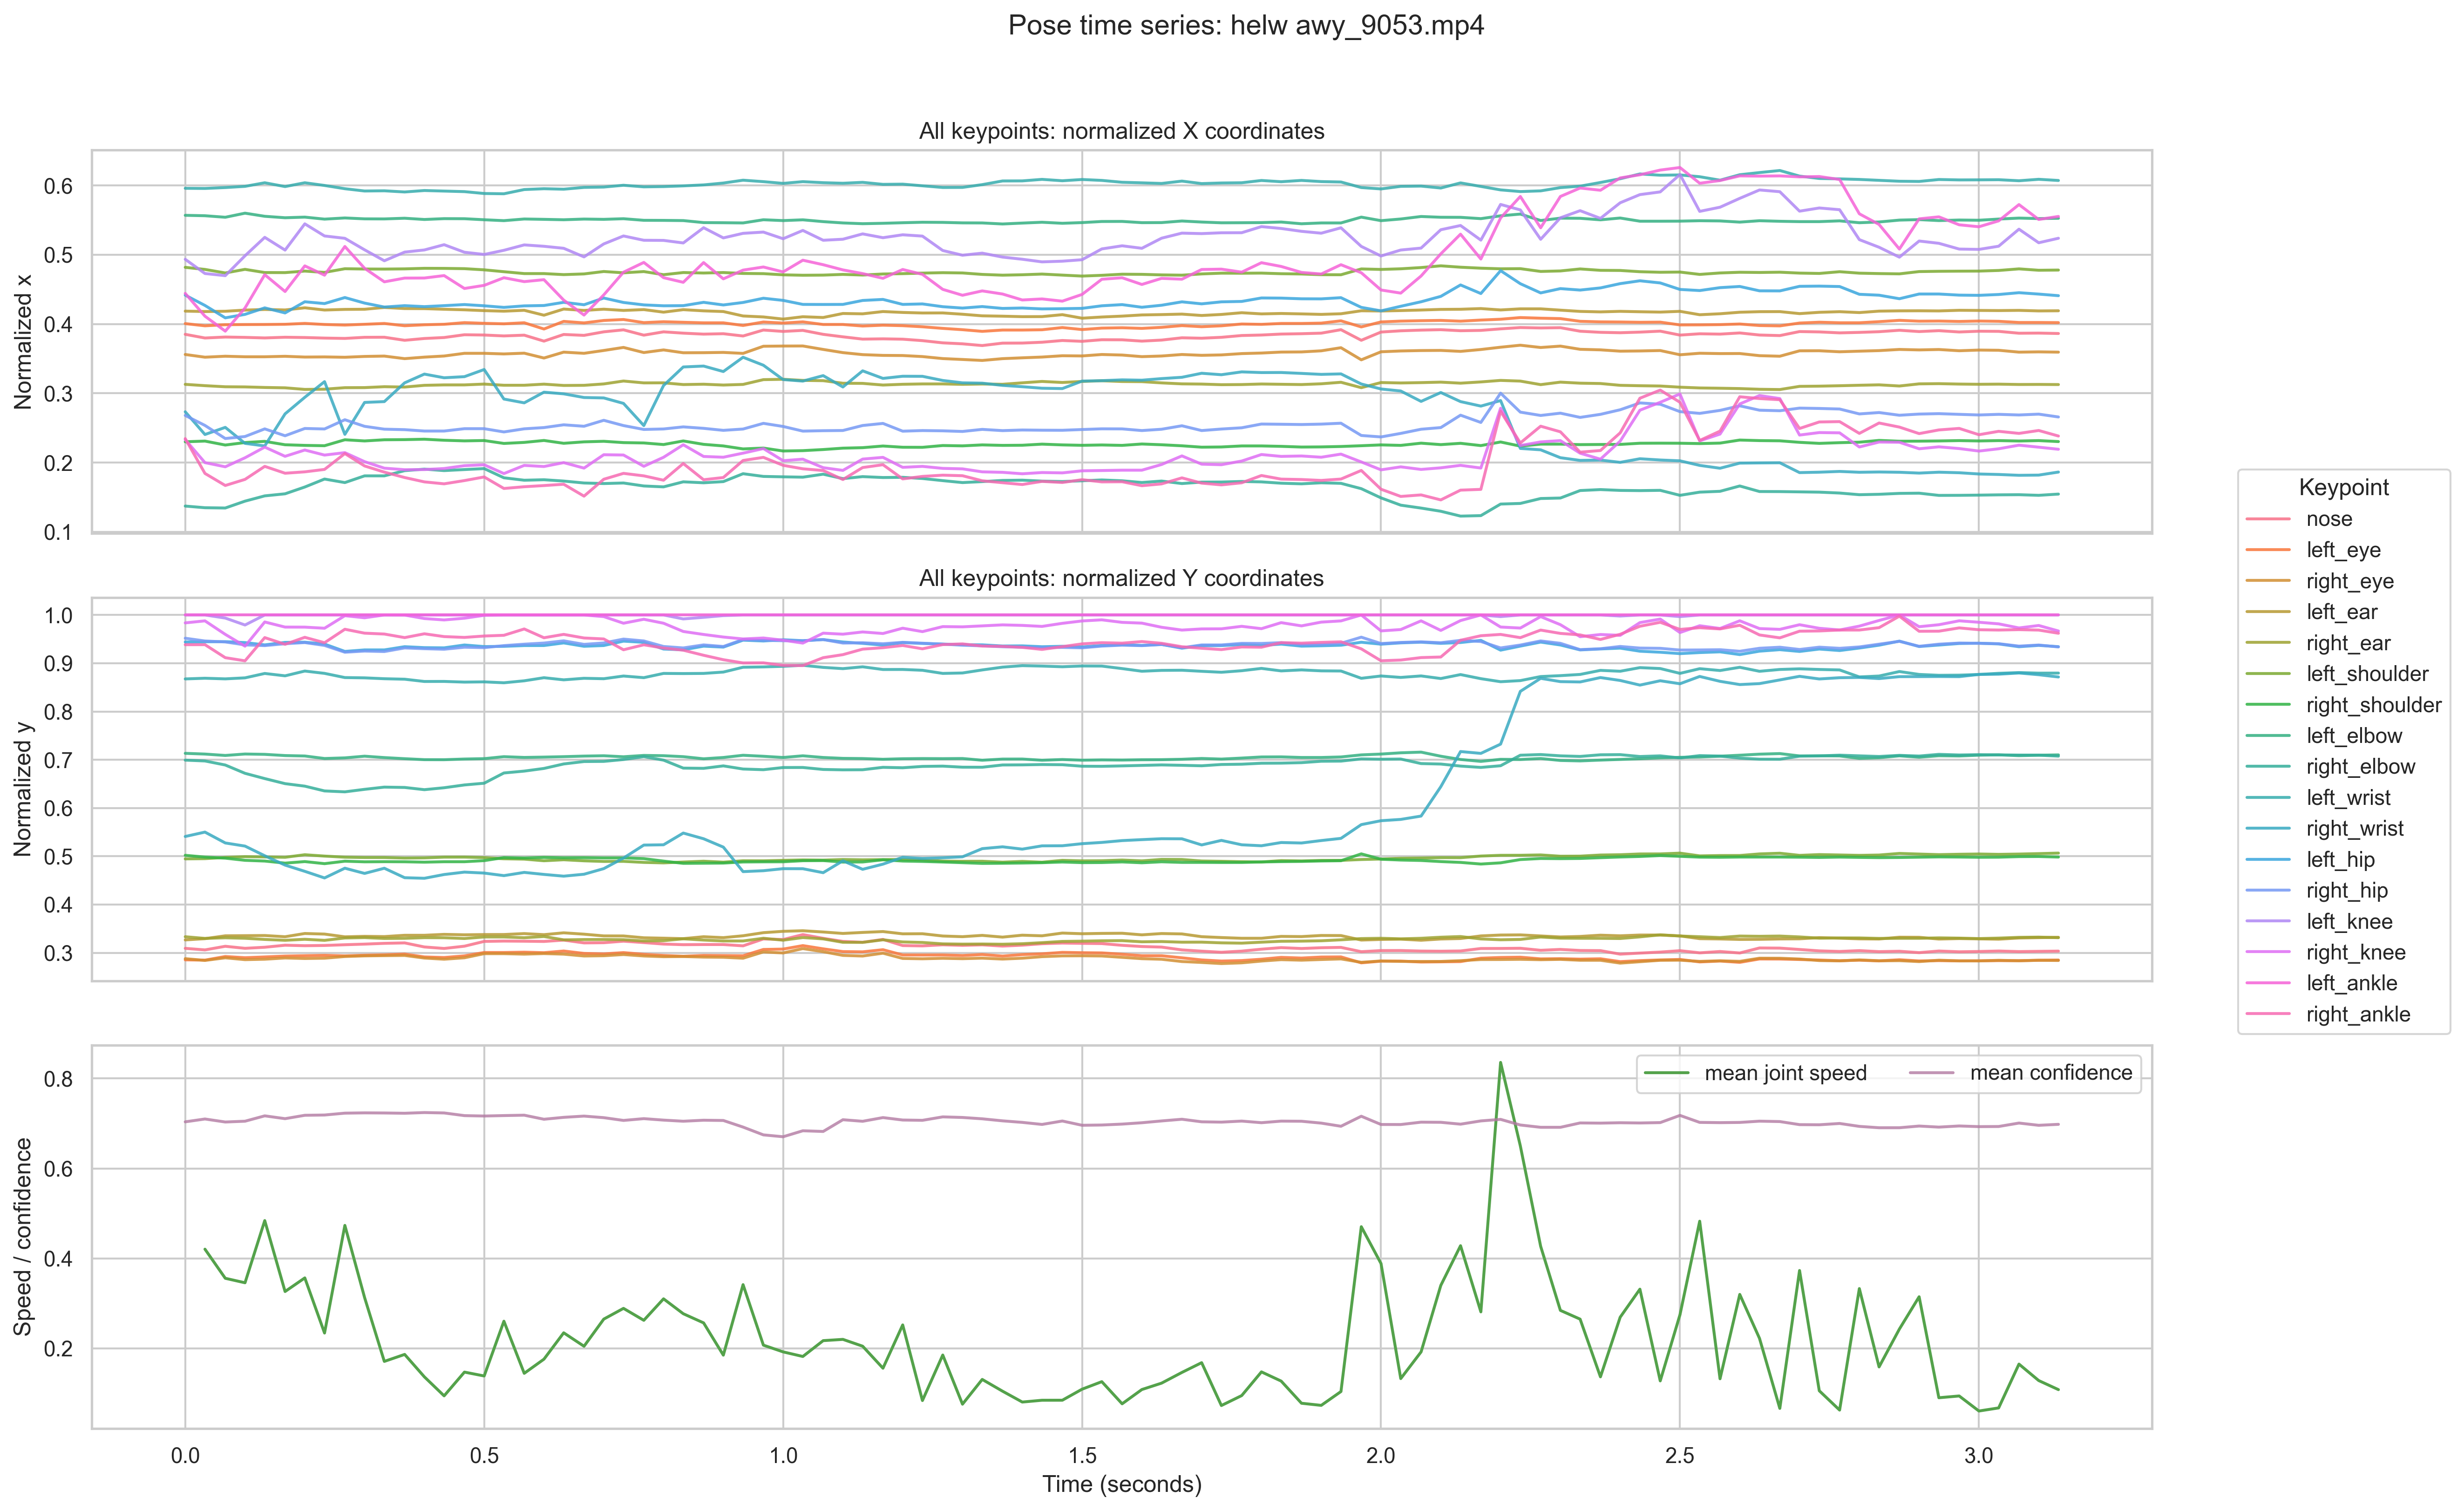 Pose time series: helw awy_9053.mp4
All keypoints: normalized X coordinates
Normalized x
0.6
0.5
0.4
0.3
0.2
0.1
All keypoints: normalized Y coordinates
Normalized y
1.0
0.9
0.8
0.7
0.6
0.5
0.4
0.3
Keypoint
nose
left_eye
right_eye
left_ear
right_ear
left_shoulder
right_shoulder
left_elbow
right_elbow
left_wrist
right_wrist
left_hip
right_hip
left_knee
right_knee
left_ankle
right_ankle
Speed / confidence
0.8
0.6
0.4
0.2
mean joint speed mean confidence
0.0 0.5 1.0 1.5 2.0 2.5 3.0
Time (seconds)